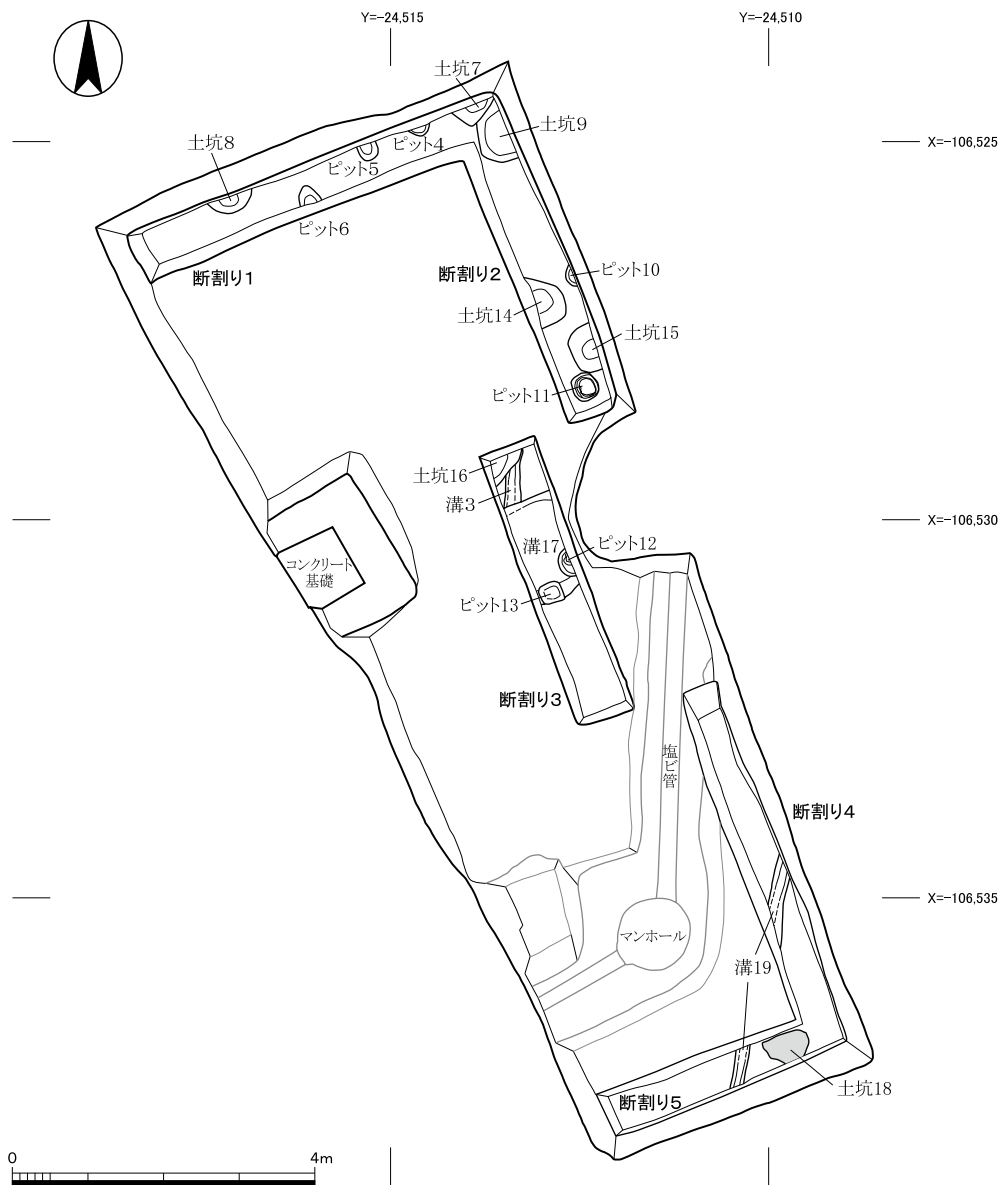 Y=-24,515
Y=-24,510
土坑7
土坑9
X=-106,525
土坑8
ピット4
ピット5
ピット6
断割り1
断割り2
ピット10
土坑14
土坑15
ピット11
土坑16
溝3
X=-106,530
溝17
ピット12
コンクリート
基礎
ピット13
断割り3
塩ビ管
断割り4
X=-106,535
マンホール
溝19
土坑18
断割り5
0
4m